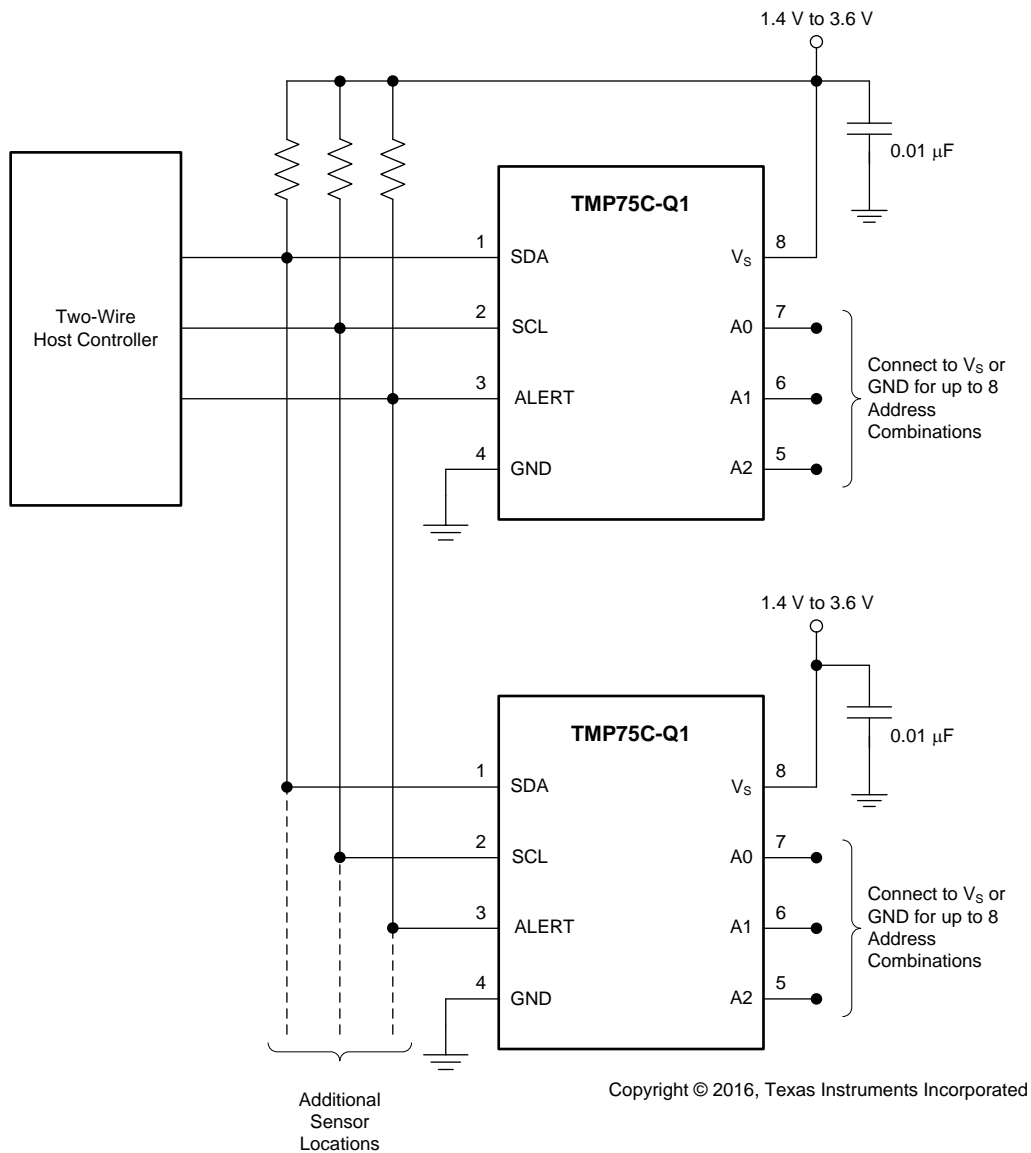 1.4 V to 3.6 V
0.01 μF
TMP75C-Q1
Two-Wire
Host Controller
1
SDA
2
SCL
3
ALERT
4
GND
8
VS
7
A0
6
A1
5
A2
Connect to VS or
GND for up to 8
Address
Combinations
1.4 V to 3.6 V
0.01 μF
TMP75C-Q1
1
SDA
2
SCL
3
ALERT
4
GND
8
VS
7
A0
6
A1
5
A2
Connect to VS or
GND for up to 8
Address
Combinations
Additional
Sensor
Locations
Copyright © 2016, Texas Instruments Incorporated